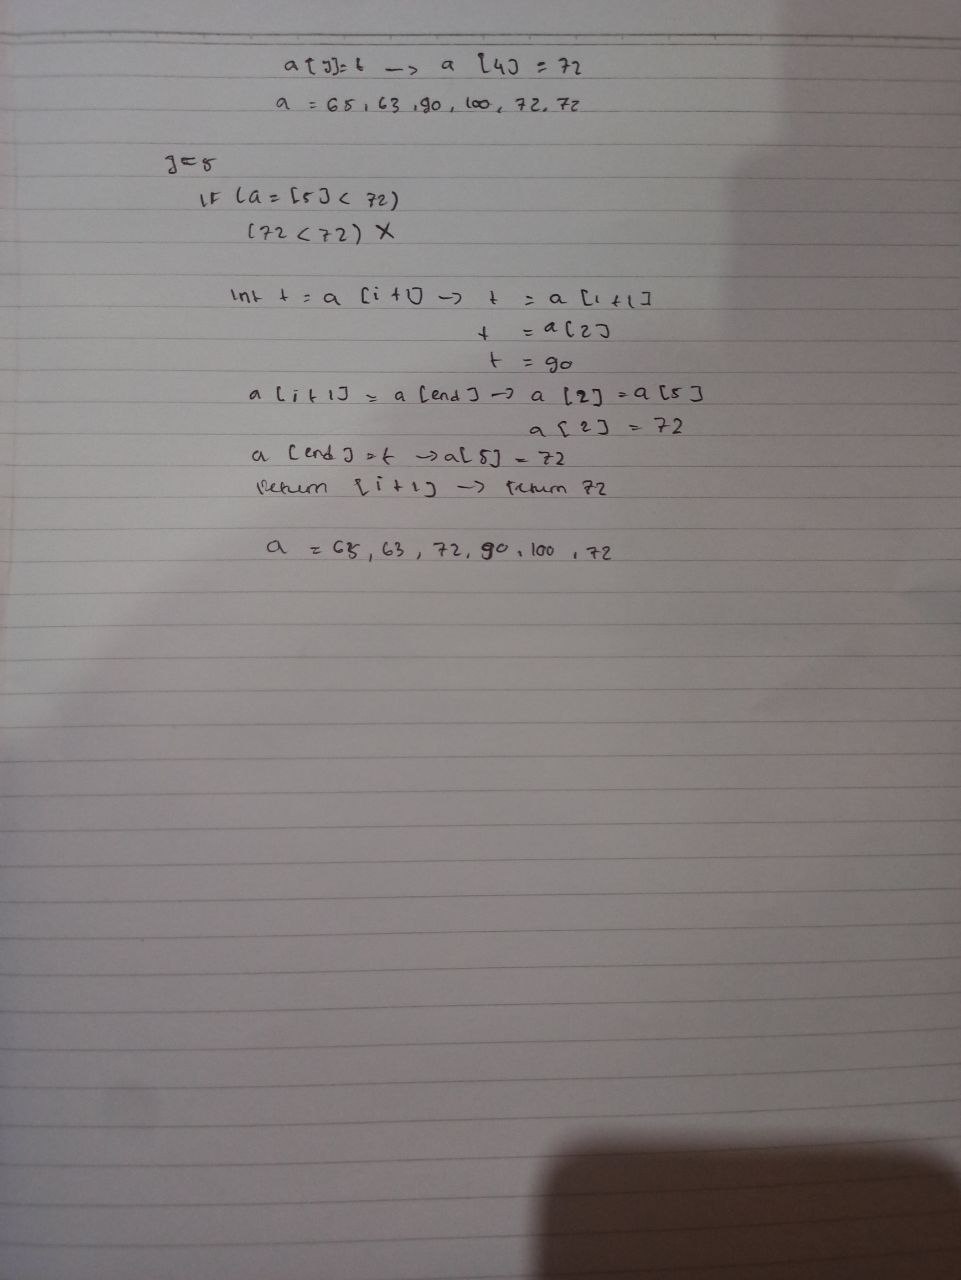 a[J]=t → a [4] = 72
a = 65, 63, 90, 100, 72, 72
J=5
IF (a=[5] < 72)
(72 < 72) X
Int t = a [i+1] → t = a [i+1]
t = a[2]
t = 90
a [i+1] = a [end] → a [2] = a [5]
a [2] = 72
a [end] = t → a[5] = 72
Return [i+1] → return 72
a = 65, 63, 72, 90, 100, 72